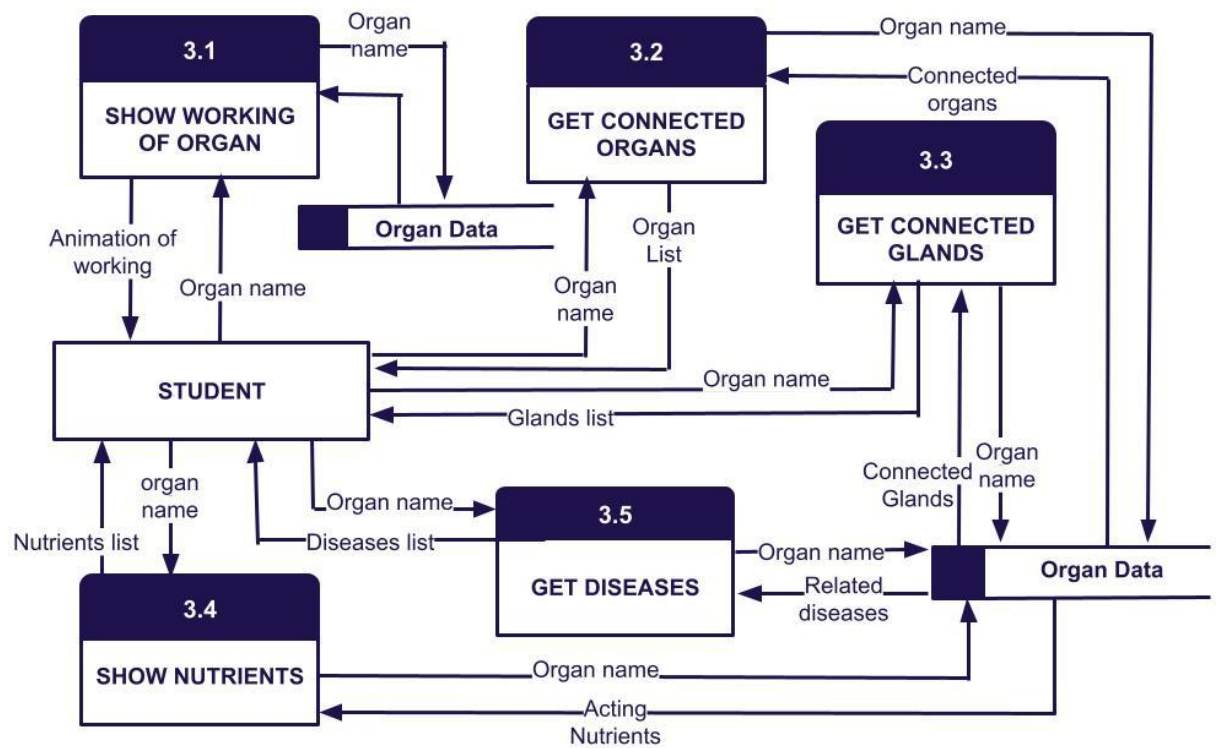 3.1
SHOW WORKING
OF ORGAN
Organ
name
3.2
GET CONNECTED
ORGANS
Organ name
Connected
organs
3.3
GET CONNECTED
GLANDS
Organ Data
Animation of
working
Organ name
Organ
name
Organ
List
STUDENT
Organ name
Glands list
Nutrients list
organ
name
Organ name
Diseases list
3.5
GET DISEASES
Connected
Glands
Organ
name
Organ name
Related
diseases
Organ Data
3.4
SHOW NUTRIENTS
Organ name
Acting
Nutrients